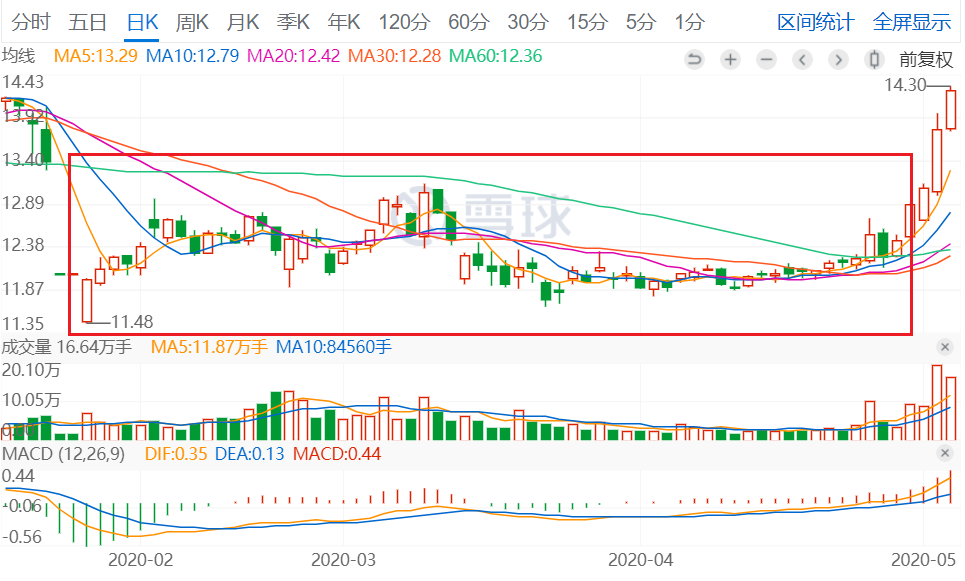 分时 五日 日K 周K 月K 季K 年K 120分 60分 30分 15分 5分 1分 区间统计 全屏显示
均线 MA5:13.29 MA10:12.79 MA20:12.42 MA30:12.28 MA60:12.36 前复权
14.43
14.30
13.92
13.40
12.89
雪球
12.38
11.87
11.48
11.35
成交量 16.64万手 MA5:11.87万手 MA10:84560手
20.10万
10.05万
MACD (12,26,9) DIF:0.35 DEA:0.13 MACD:0.44
0.44
-0.06
-0.56
2020-02 2020-03 2020-04 2020-05